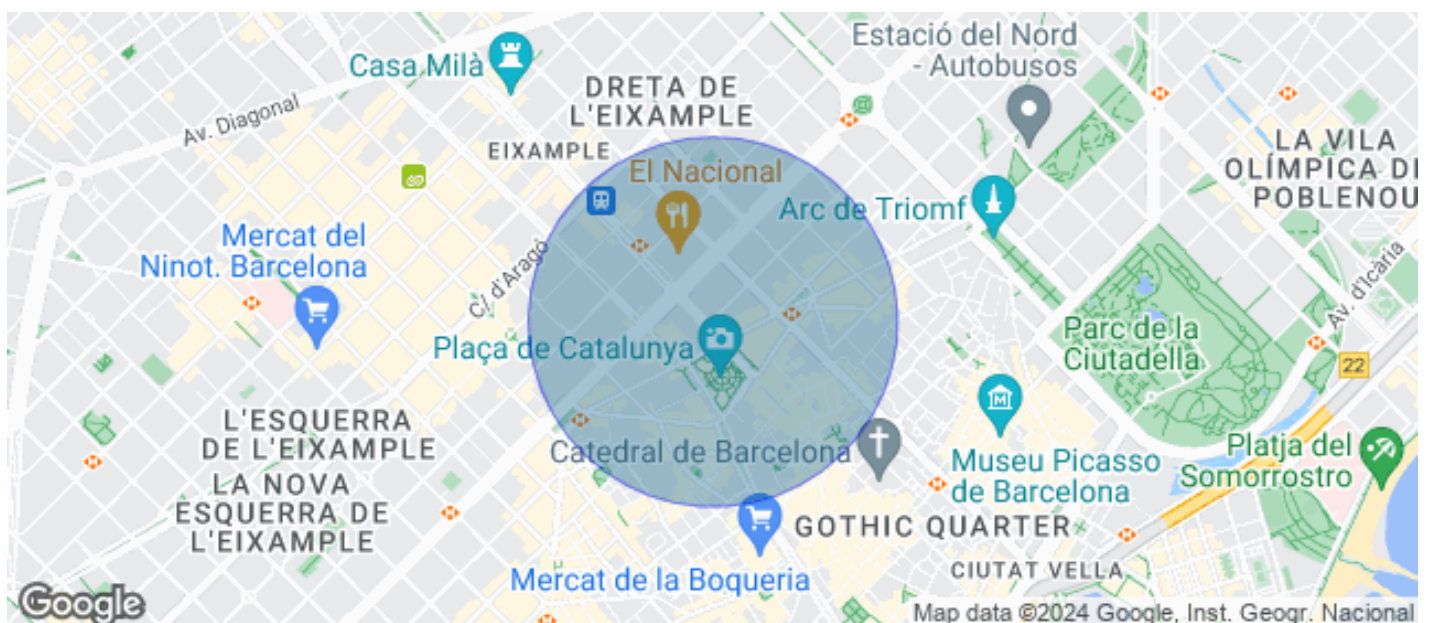 Estació del Nord
- Autobusos
Casa Milà
DRETA DE
L'EIXAMPLE
Av. Diagonal
EIXAMPLE
LA VILA
OLÍMPICA DE
POBLENOU
El Nacional
Arc de Triomf
Mercat del
Ninot. Barcelona
C/ d'Aragó
Av. d'Icària
Plaça de Catalunya
Parc de la
Ciutadella
22
L'ESQUERRA
DE L'EIXAMPLE
Catedral de Barcelona
Museu Picasso
de Barcelona
Platja del
Somorrostro
LA NOVA
ESQUERRA DE
L'EIXAMPLE
GOTHIC QUARTER
Mercat de la Boqueria
CIUTAT VELLA
Google
Map data ©2024 Google, Inst. Geogr. Nacional